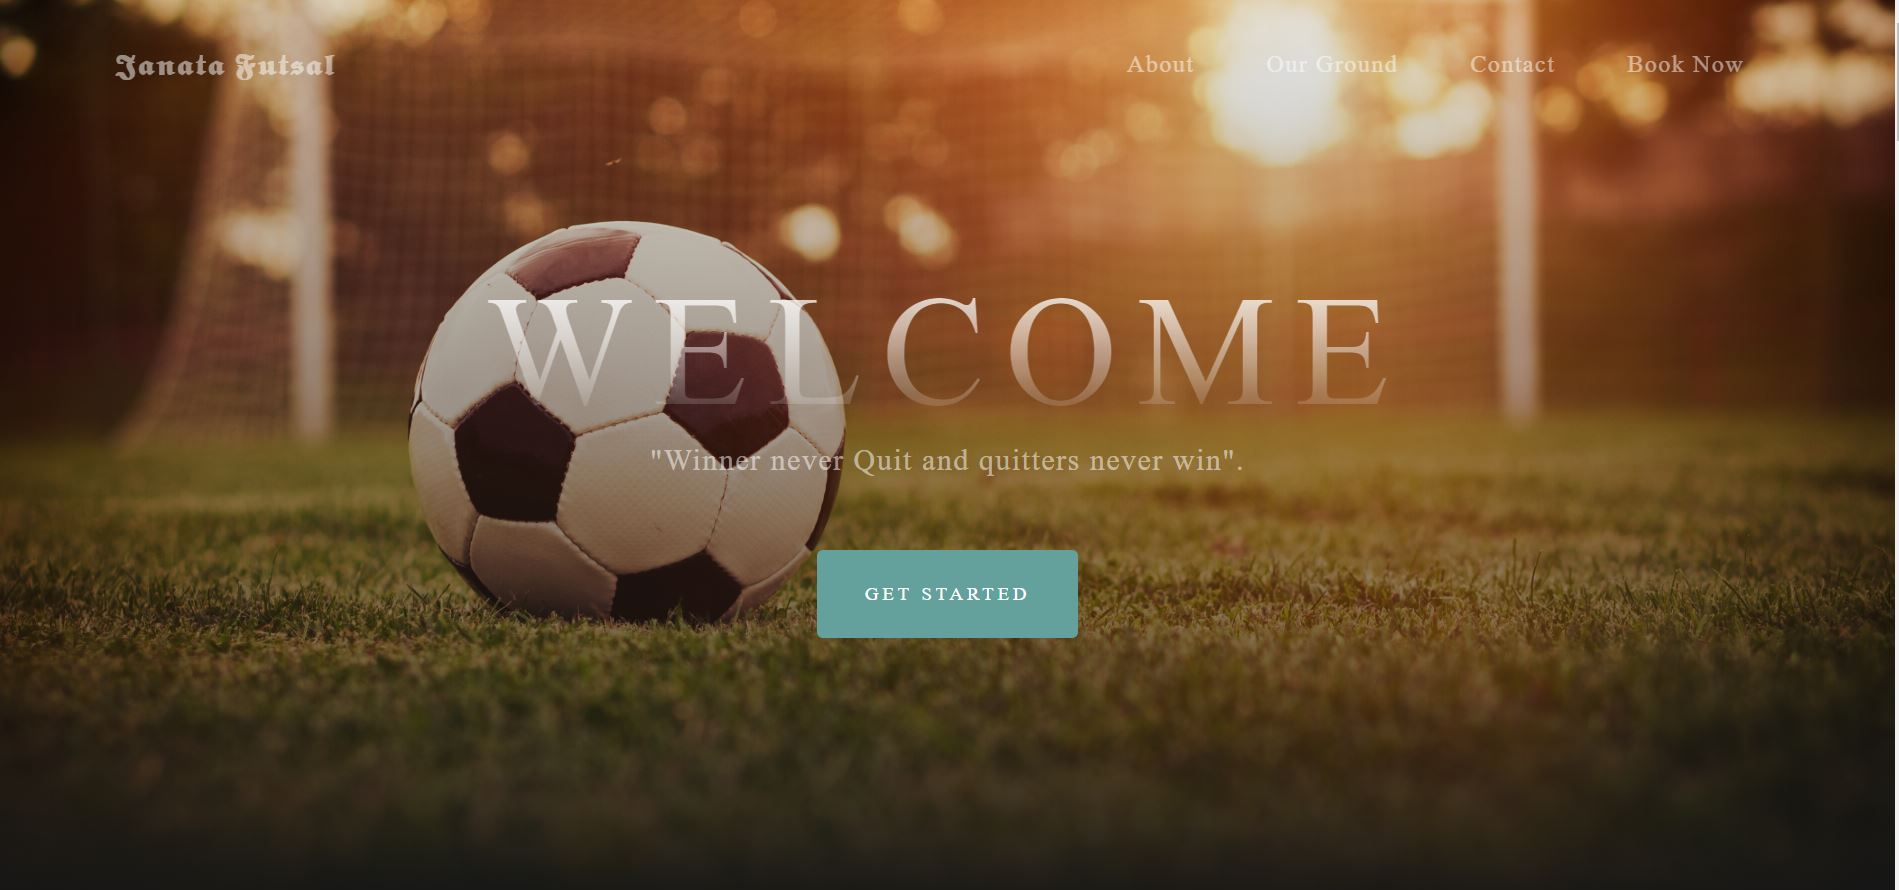 Janata Futsal
About
Our Ground
Contact
Book Now
WELCOME
"Winner never Quit and quitters never win".
GET STARTED